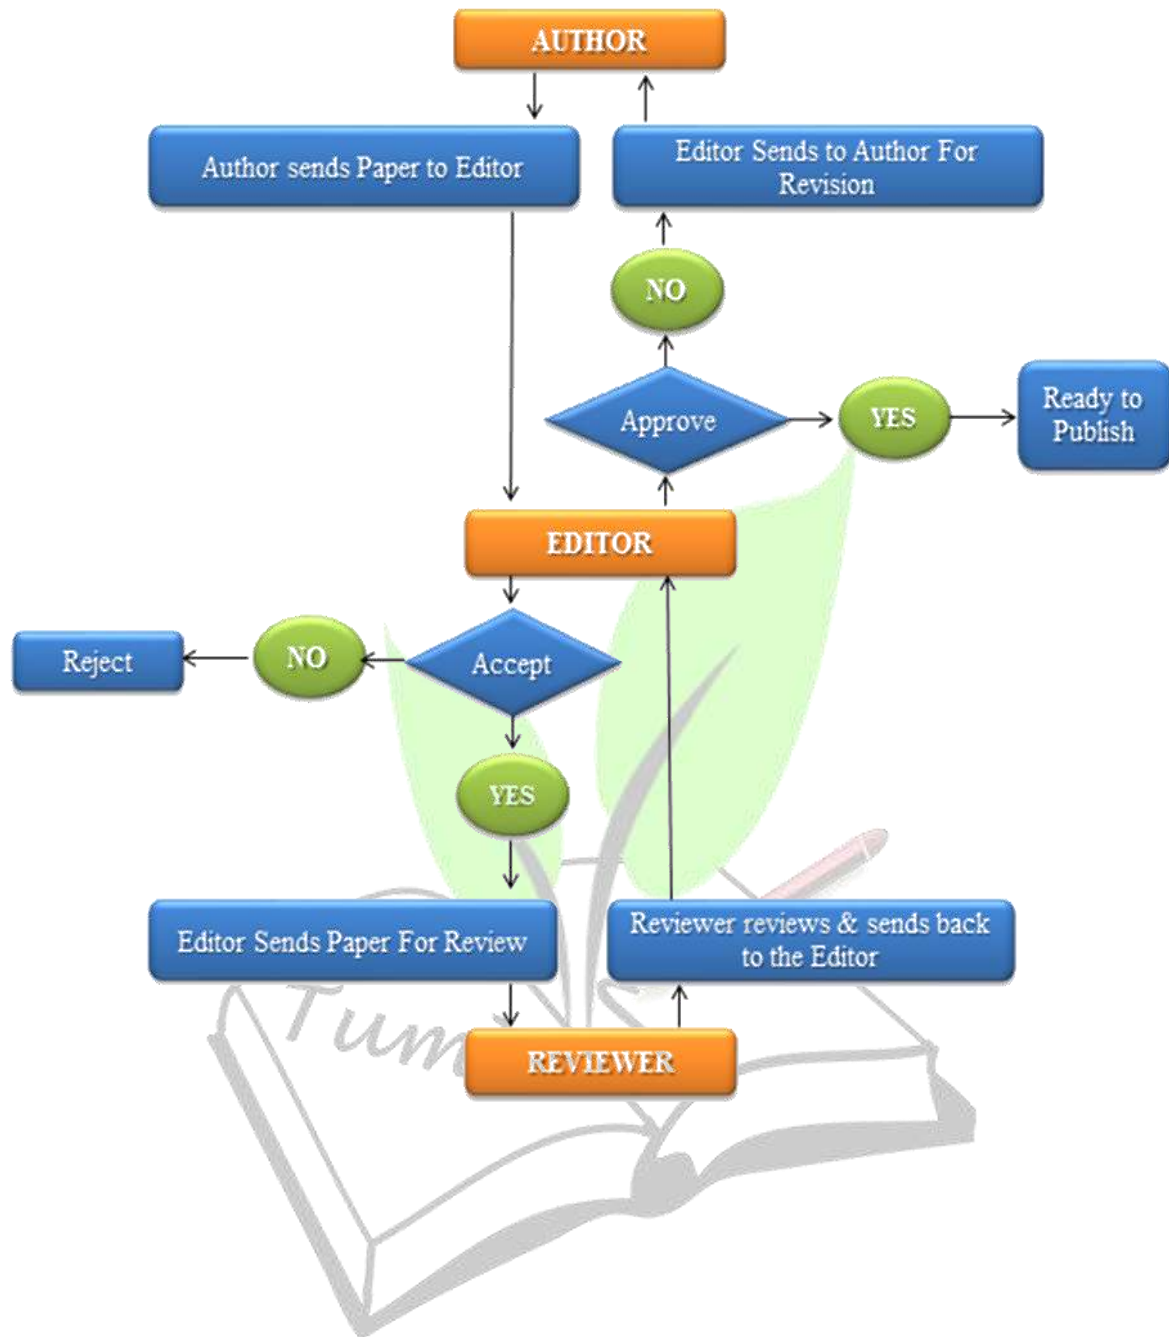 AUTHOR
Author sends Paper to Editor
Editor Sends to Author For
Revision
NO
Approve
YES
Ready to
Publish
EDITOR
Reject
NO
Accept
YES
Editor Sends Paper For Review
Reviewer reviews & sends back
to the Editor
REVIEWER